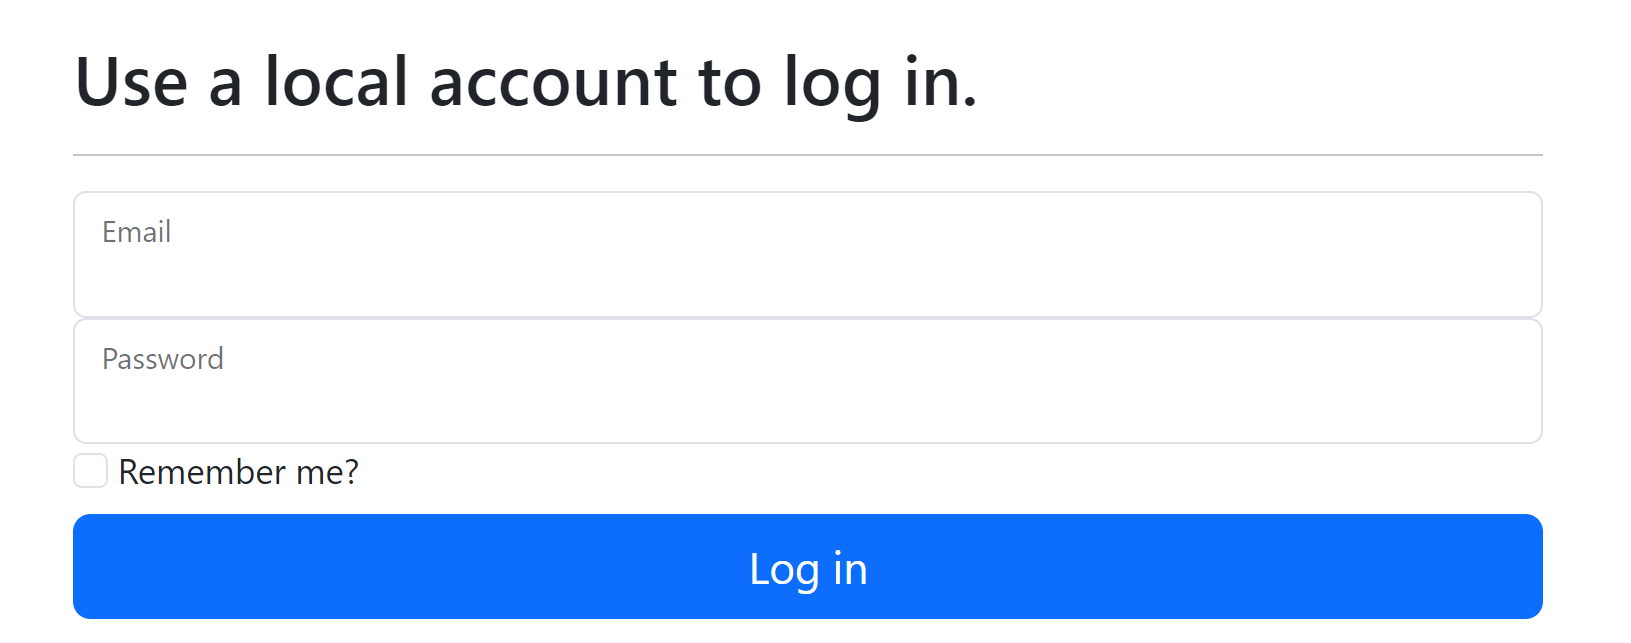 Use a local account to log in.
Email
Password
Remember me?
Log in